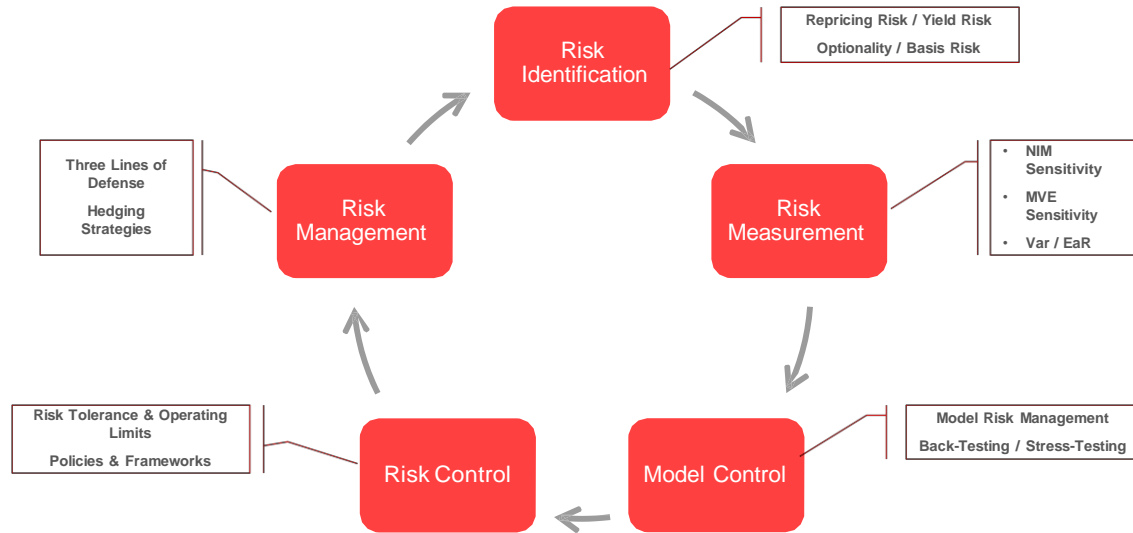 Risk
Identification
Repricing Risk / Yield Risk
Optionality / Basis Risk
Risk
Measurement
• NIM
Sensitivity
• MVE
Sensitivity
• Var / EaR
Model Control
Model Risk Management
Back-Testing / Stress-Testing
Risk Control
Risk Tolerance & Operating
Limits
Policies & Frameworks
Risk
Management
Three Lines of
Defense
Hedging
Strategies